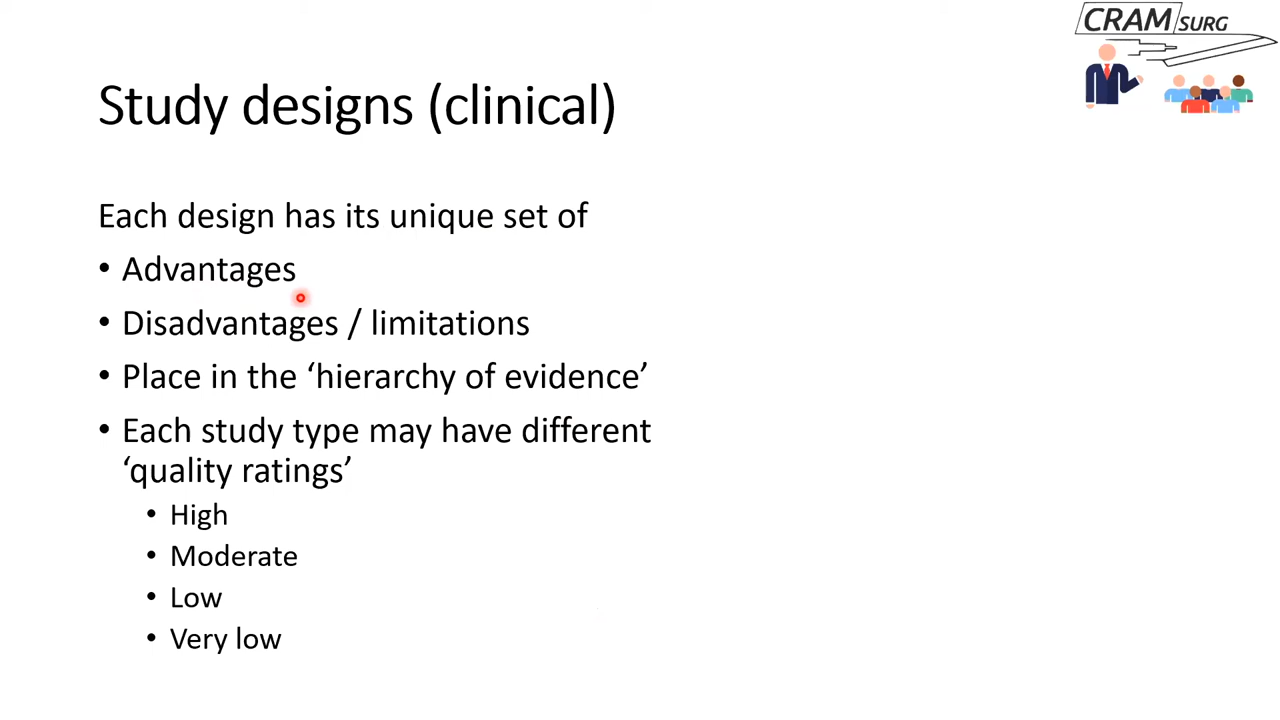 CRAM SURG
Study designs (clinical)
Each design has its unique set of
• Advantages
• Disadvantages / limitations
• Place in the ‘hierarchy of evidence’
• Each study type may have different
‘quality ratings’
• High
• Moderate
• Low
• Very low